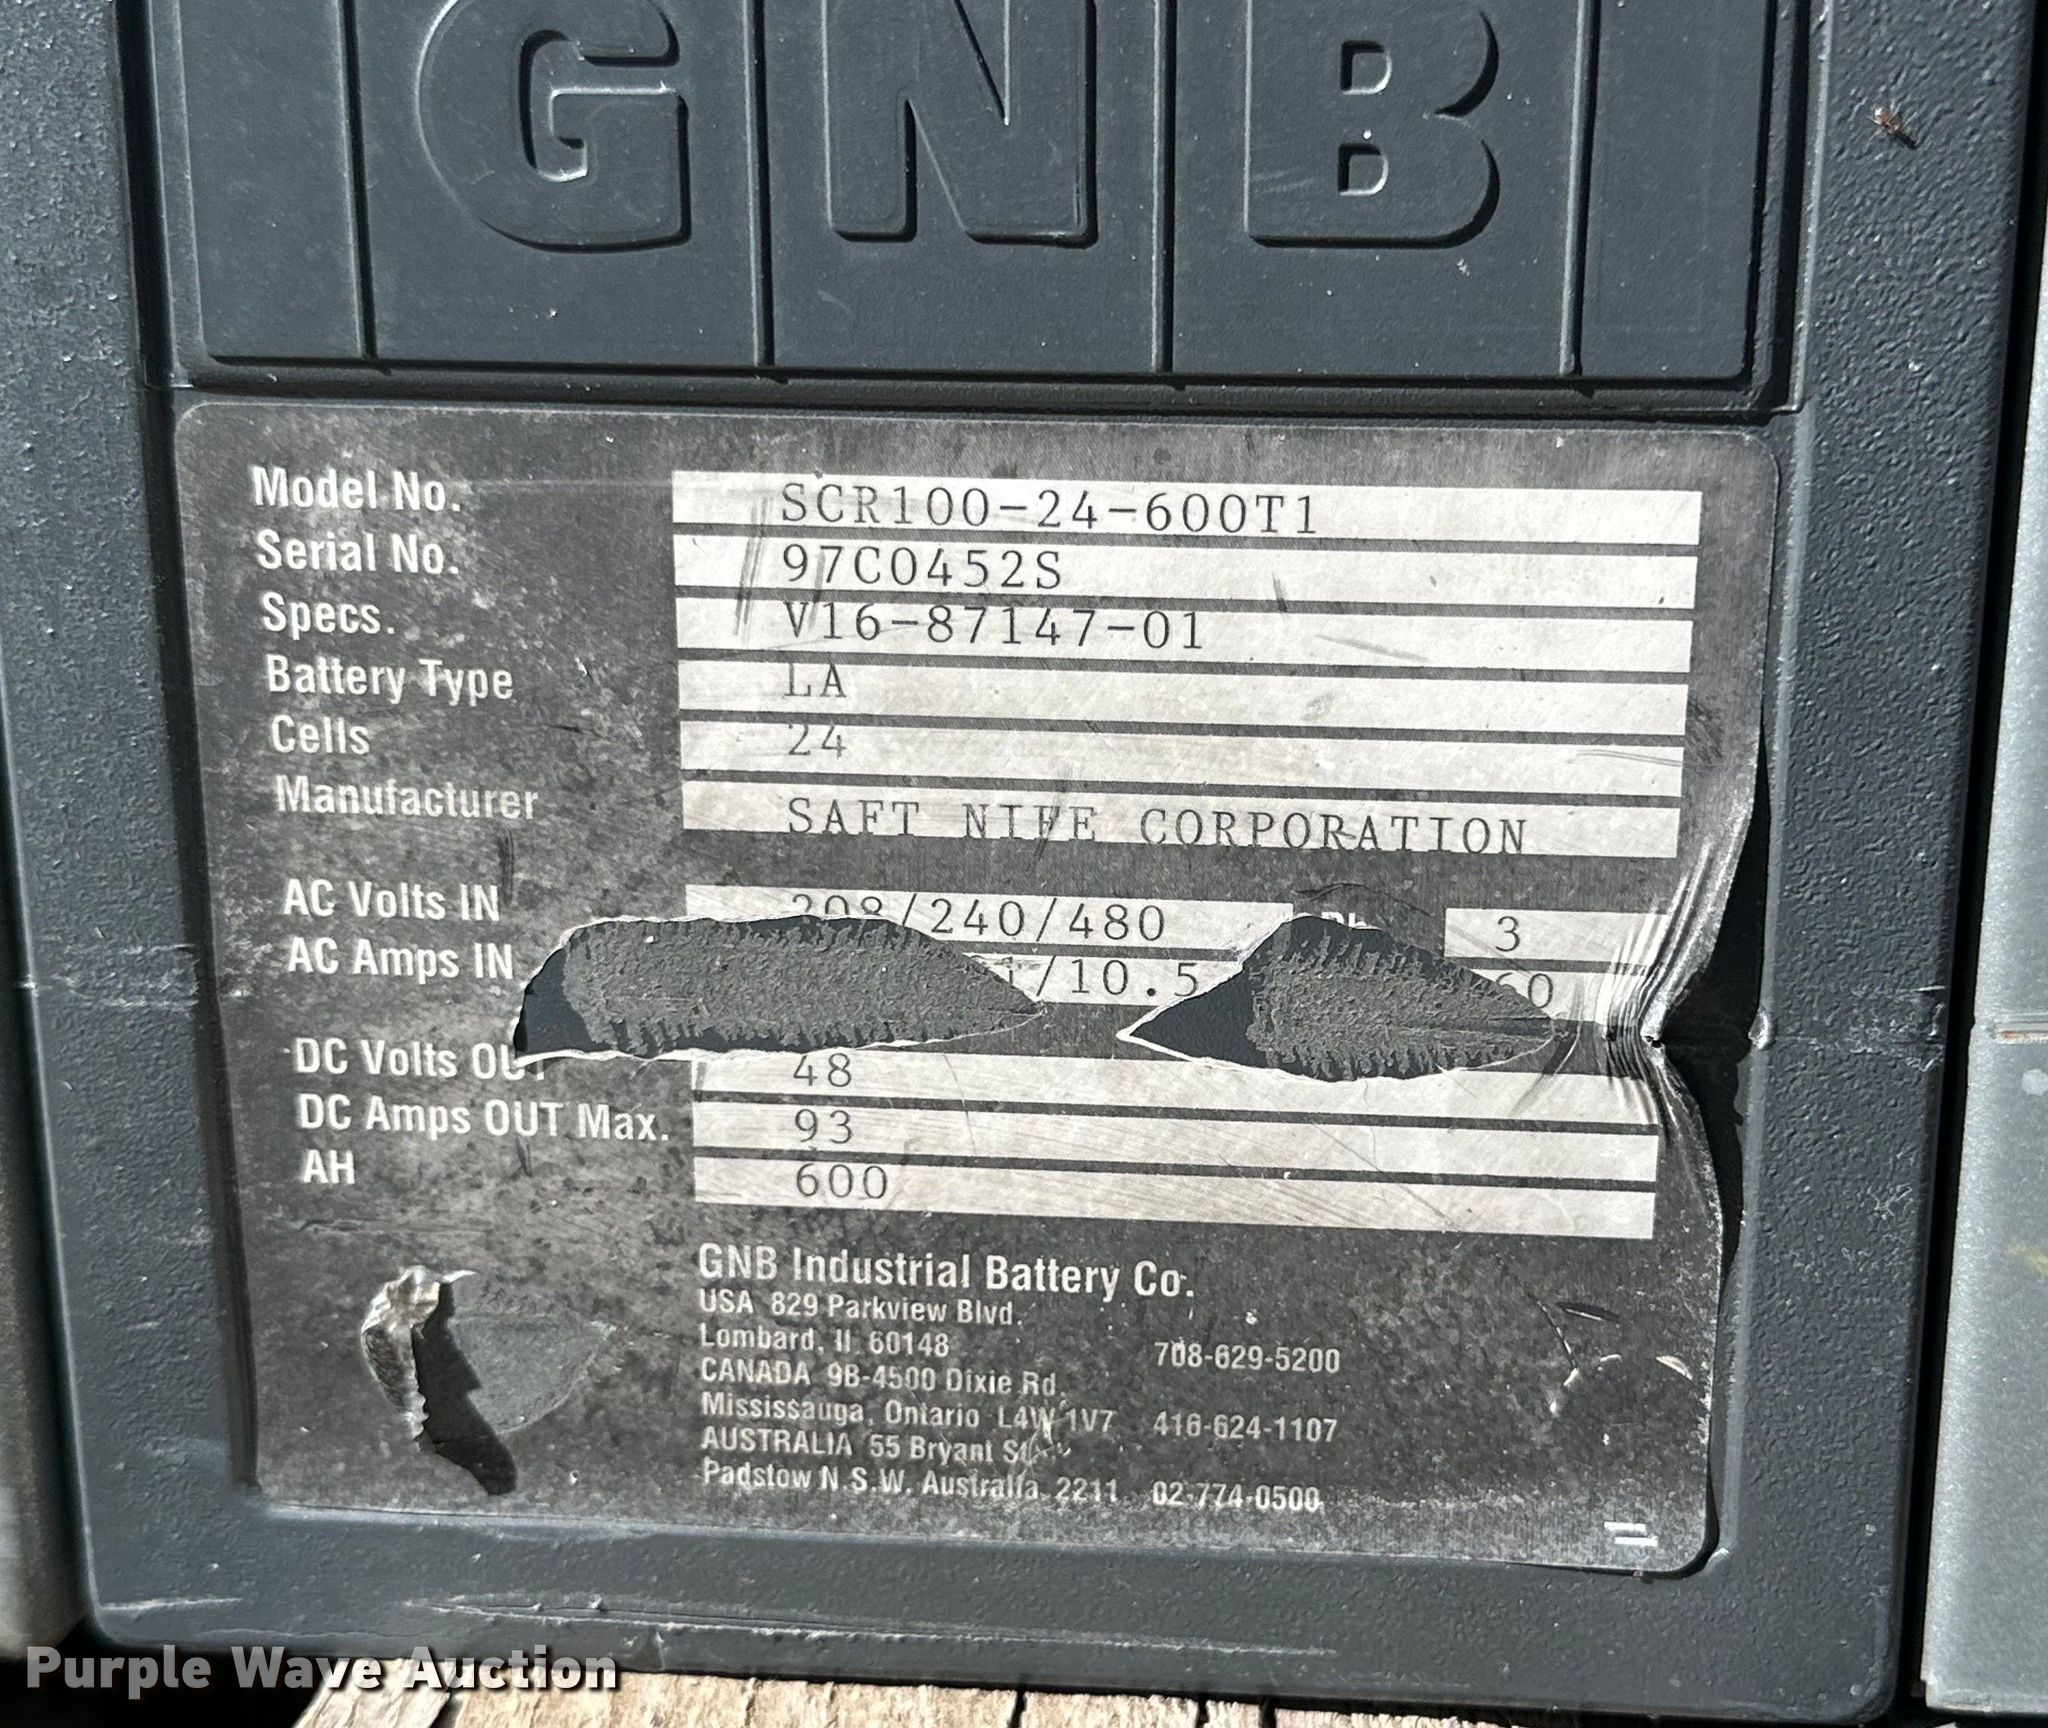 GNB
Model No. SCR100-24-600T1
Serial No. 97C0452S
Specs. V16-87147-01
Battery Type LA
Cells 24
Manufacturer SAFT NIFE CORPORATION
AC Volts IN 208/240/480 3
AC Amps IN /10.5 60
DC Volts OUT 48
DC Amps OUT Max. 93
AH 600
GNB Industrial Battery Co.
USA 829 Parkview Blvd.
Lombard, Il 60148 708-629-5200
CANADA 9B-4500 Dixie Rd.
Mississauga, Ontario L4W 1V7 416-624-1107
AUSTRALIA 55 Bryant St.
Padstow N.S.W. Australia 2211 02-774-0500
Purple Wave Auction